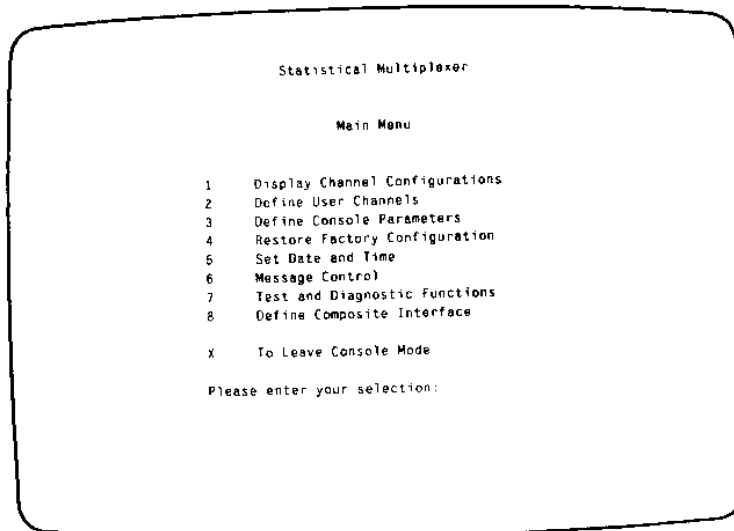 Statistical Multiplexer
Main Menu
1 Display Channel Configurations
2 Define User Channels
3 Define Console Parameters
4 Restore Factory Configuration
5 Set Date and Time
6 Message Control
7 Test and Diagnostic Functions
8 Define Composite Interface
X To Leave Console Mode
Please enter your selection: